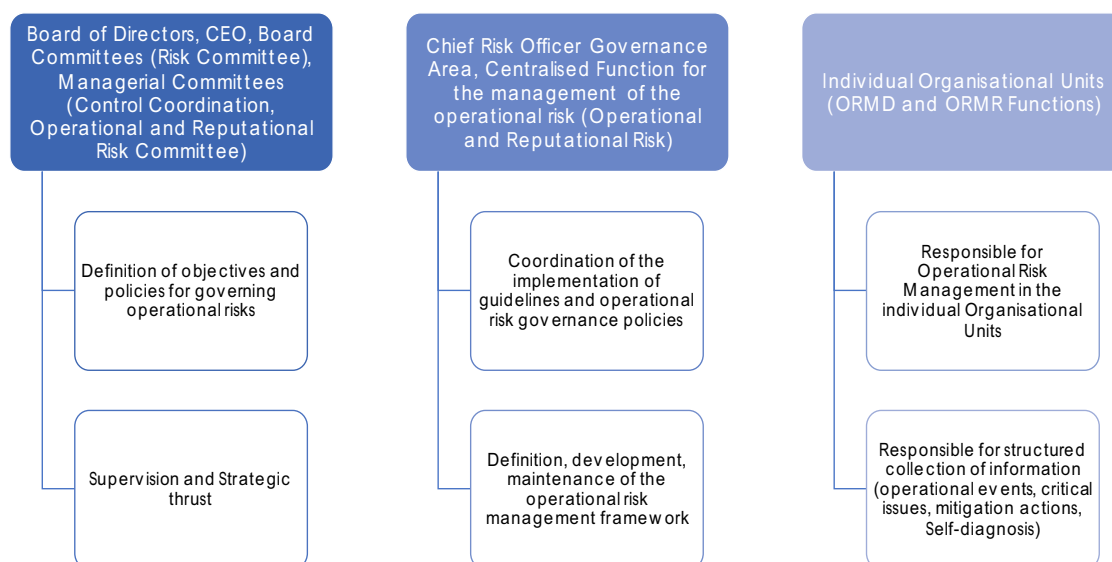 Board of Directors, CEO, Board
Committees (Risk Committee),
Managerial Committees
(Control Coordination,
Operational and Reputational
Risk Committee)
Definition of objectives and
policies for governing
operational risks
Supervision and Strategic
thrust
Chief Risk Officer Governance
Area, Centralised Function for
the management of the
operational risk (Operational
and Reputational Risk)
Coordination of the
implementation of
guidelines and operational
risk governance policies
Definition, development,
maintenance of the
operational risk
management framework
Individual Organisational Units
(ORMD and ORMR Functions)
Responsible for
Operational Risk
Management in the
individual Organisational
Units
Responsible for structured
collection of information
(operational events, critical
issues, mitigation actions,
Self-diagnosis)